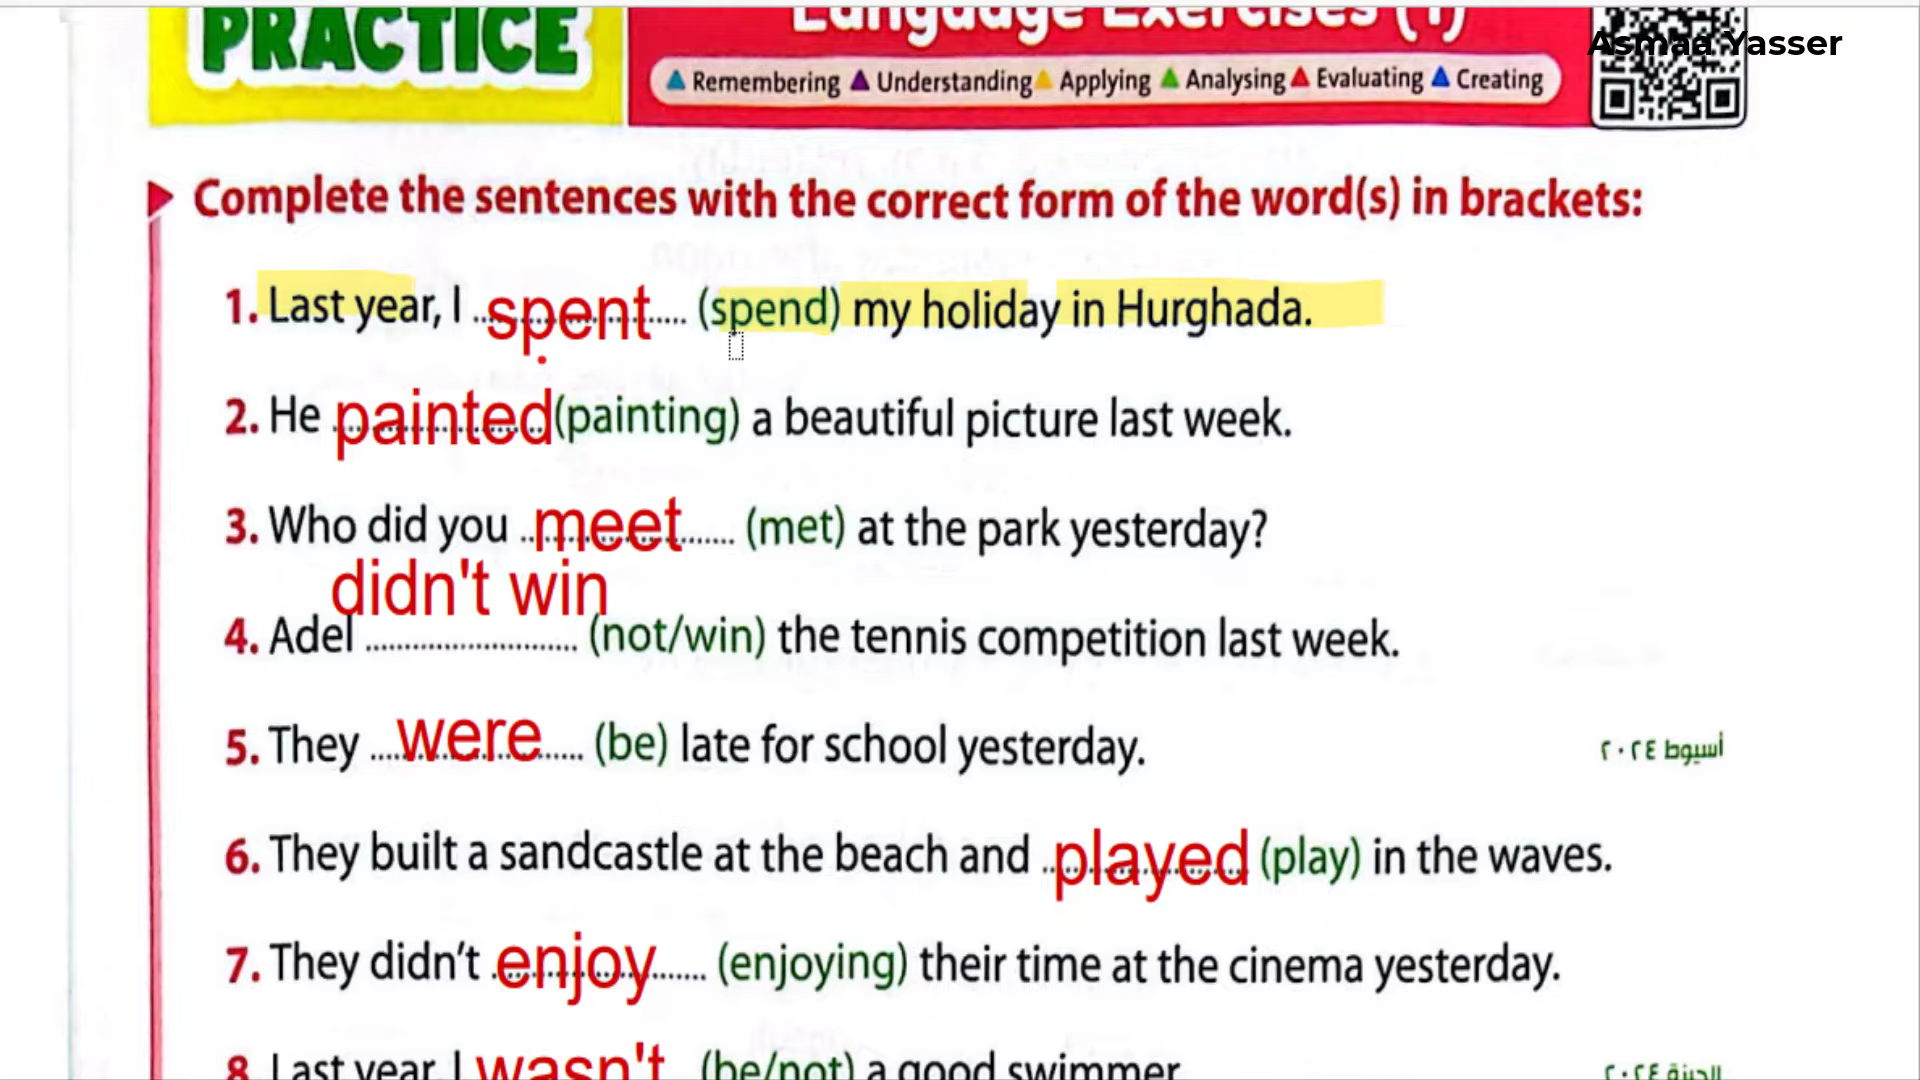 PRACTICE
Language Exercises (1)
Asmaa Yasser
Remembering Understanding Applying Analysing Evaluating Creating
Complete the sentences with the correct form of the word(s) in brackets:
1. Last year, I ..spent.. (spend) my holiday in Hurghada.
2. He painted (painting) a beautiful picture last week.
3. Who did you ..meet.. (met) at the park yesterday?
didn't win
4. Adel .......................... (not/win) the tennis competition last week.
5. They ..were.. (be) late for school yesterday.
أسيوط ٢٠٢٤
6. They built a sandcastle at the beach and ..played (play) in the waves.
7. They didn't .enjoy.. (enjoying) their time at the cinema yesterday.
8. Last year, I wasn't (be/not) a good swimmer
الجيزة ٢٠٢٤